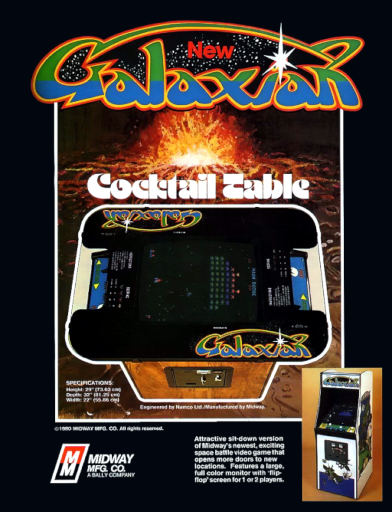 New
Galaxian
Cocktail Table
Galaxian
Galaxian
SPECIFICATIONS:
Height: 29" (73.63 cm)
Depth: 32" (81.25 cm)
Width: 22" (55.86 cm)
Engineered by Namco Ltd./Manufactured by Midway.
©1980 MIDWAY MFG. CO. All rights reserved.
M
MIDWAY
MFG. CO.
A BALLY COMPANY
Attractive sit-down version
of Midway's newest, exciting
space battle video game that
opens more doors to new
locations. Features a large,
full color monitor with 'flip-
flop' screen for 1 or 2 players.